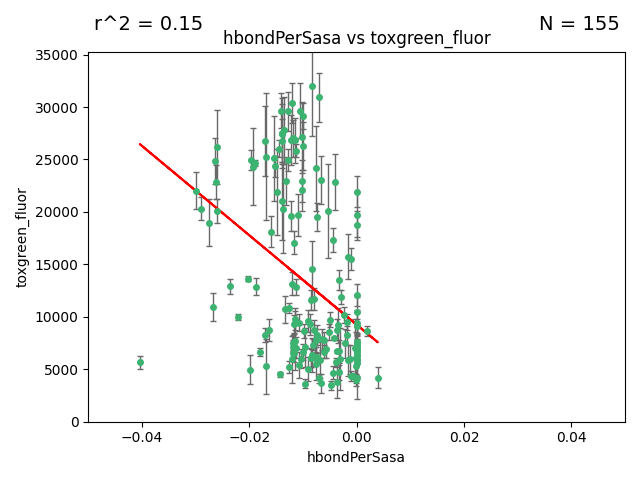 r^2 = 0.15
N = 155
hbondPerSasa vs toxgreen_fluor
35000
30000
25000
20000
15000
10000
5000
0
toxgreen_fluor
−0.04
−0.02
0.00
0.02
0.04
hbondPerSasa